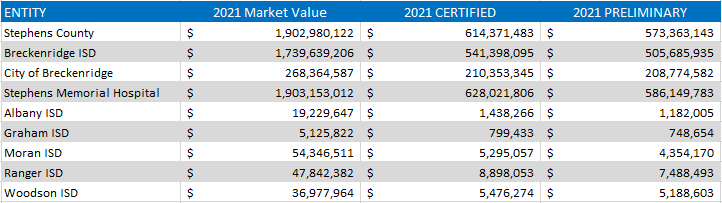 ENTITY 2021 Market Value 2021 CERTIFIED 2021 PRELIMINARY
Stephens County $ 1,902,980,122 $ 614,371,483 $ 573,363,143
Breckenridge ISD $ 1,739,639,206 $ 541,398,095 $ 505,685,935
City of Breckenridge $ 268,364,587 $ 210,353,345 $ 208,774,582
Stephens Memorial Hospital $ 1,903,153,012 $ 628,021,806 $ 586,149,783
Albany ISD $ 19,229,647 $ 1,438,266 $ 1,182,005
Graham ISD $ 5,125,822 $ 799,433 $ 748,654
Moran ISD $ 54,346,511 $ 5,295,057 $ 4,354,170
Ranger ISD $ 47,842,382 $ 8,898,053 $ 7,488,493
Woodson ISD $ 36,977,964 $ 5,476,274 $ 5,188,603